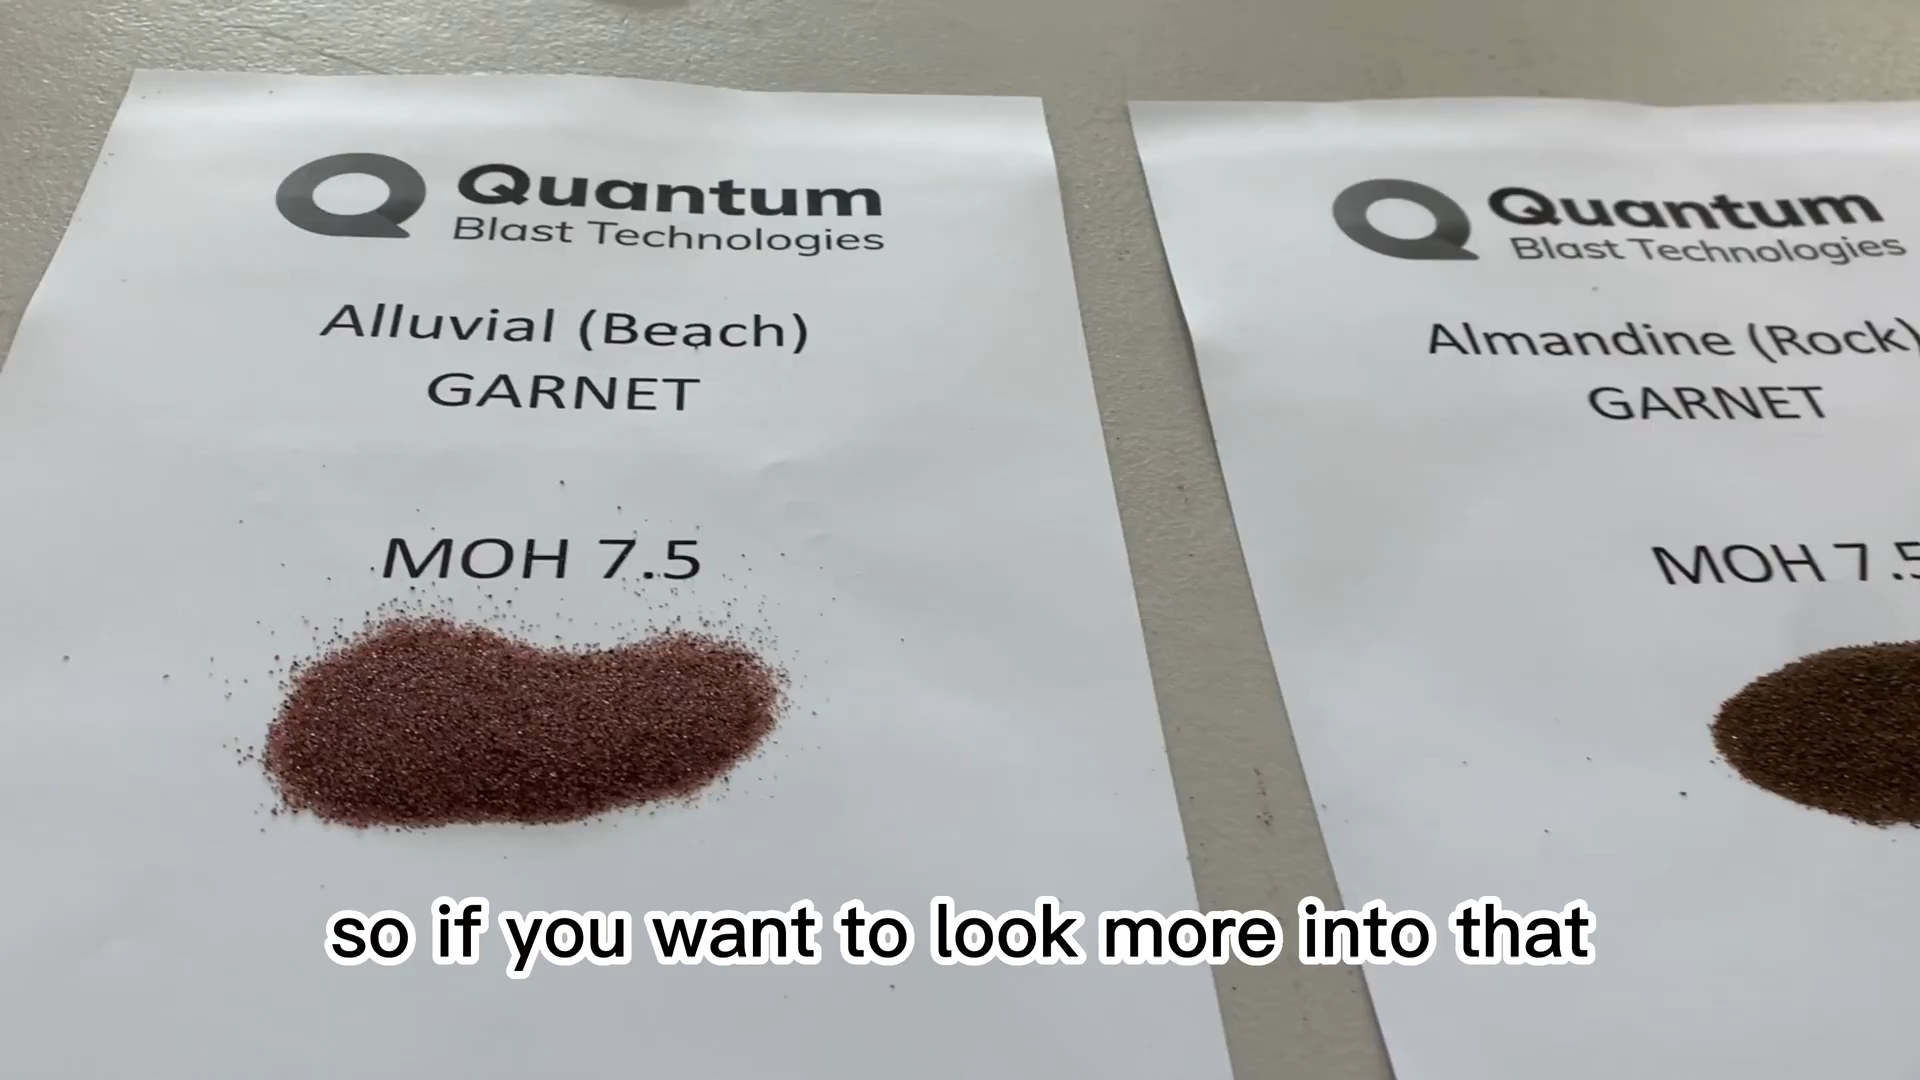 Quantum
Blast Technologies
Alluvial (Beach)
GARNET
MOH 7.5
Quantum
Blast Technologies
Almandine (Rock)
GARNET
MOH 7.5
so if you want to look more into that